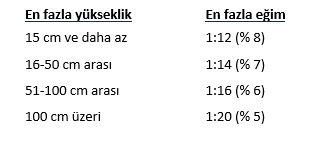 En fazla yükseklik En fazla eğim
15 cm ve daha az 1:12 (% 8)
16-50 cm arası 1:14 (% 7)
51-100 cm arası 1:16 (% 6)
100 cm üzeri 1:20 (% 5)